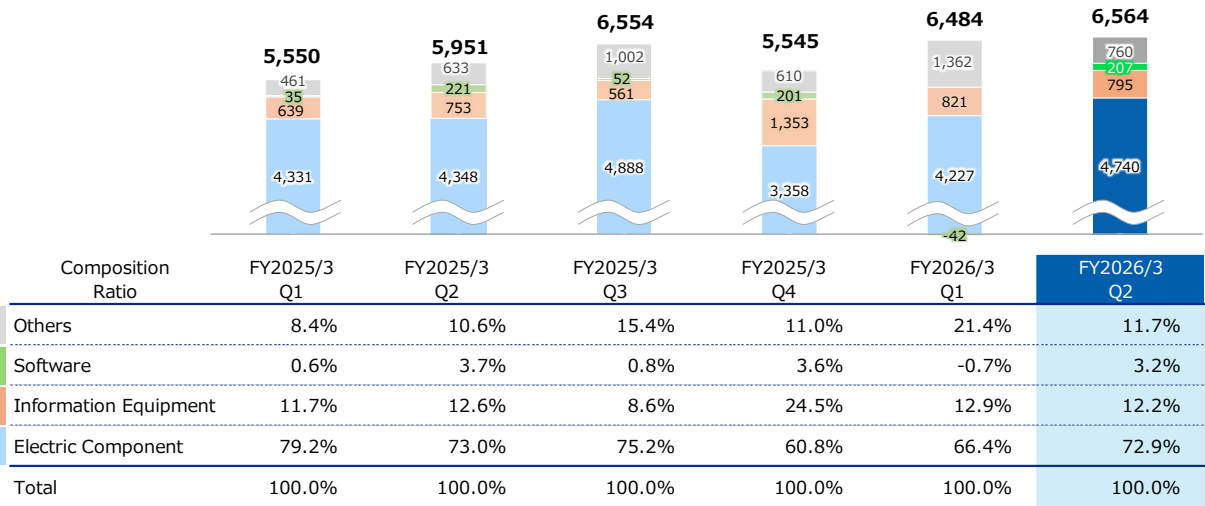 5,550 5,951 6,554 5,545 6,484 6,564
461 633 1,002 610 1,362 760
35 221 52 201 207
639 753 561 1,353 821 795
4,331 4,348 4,888 3,358 4,227 4,740
-42
Composition Ratio FY2025/3 Q1 FY2025/3 Q2 FY2025/3 Q3 FY2025/3 Q4 FY2026/3 Q1 FY2026/3 Q2
Others 8.4% 10.6% 15.4% 11.0% 21.4% 11.7%
Software 0.6% 3.7% 0.8% 3.6% -0.7% 3.2%
Information Equipment 11.7% 12.6% 8.6% 24.5% 12.9% 12.2%
Electric Component 79.2% 73.0% 75.2% 60.8% 66.4% 72.9%
Total 100.0% 100.0% 100.0% 100.0% 100.0% 100.0%